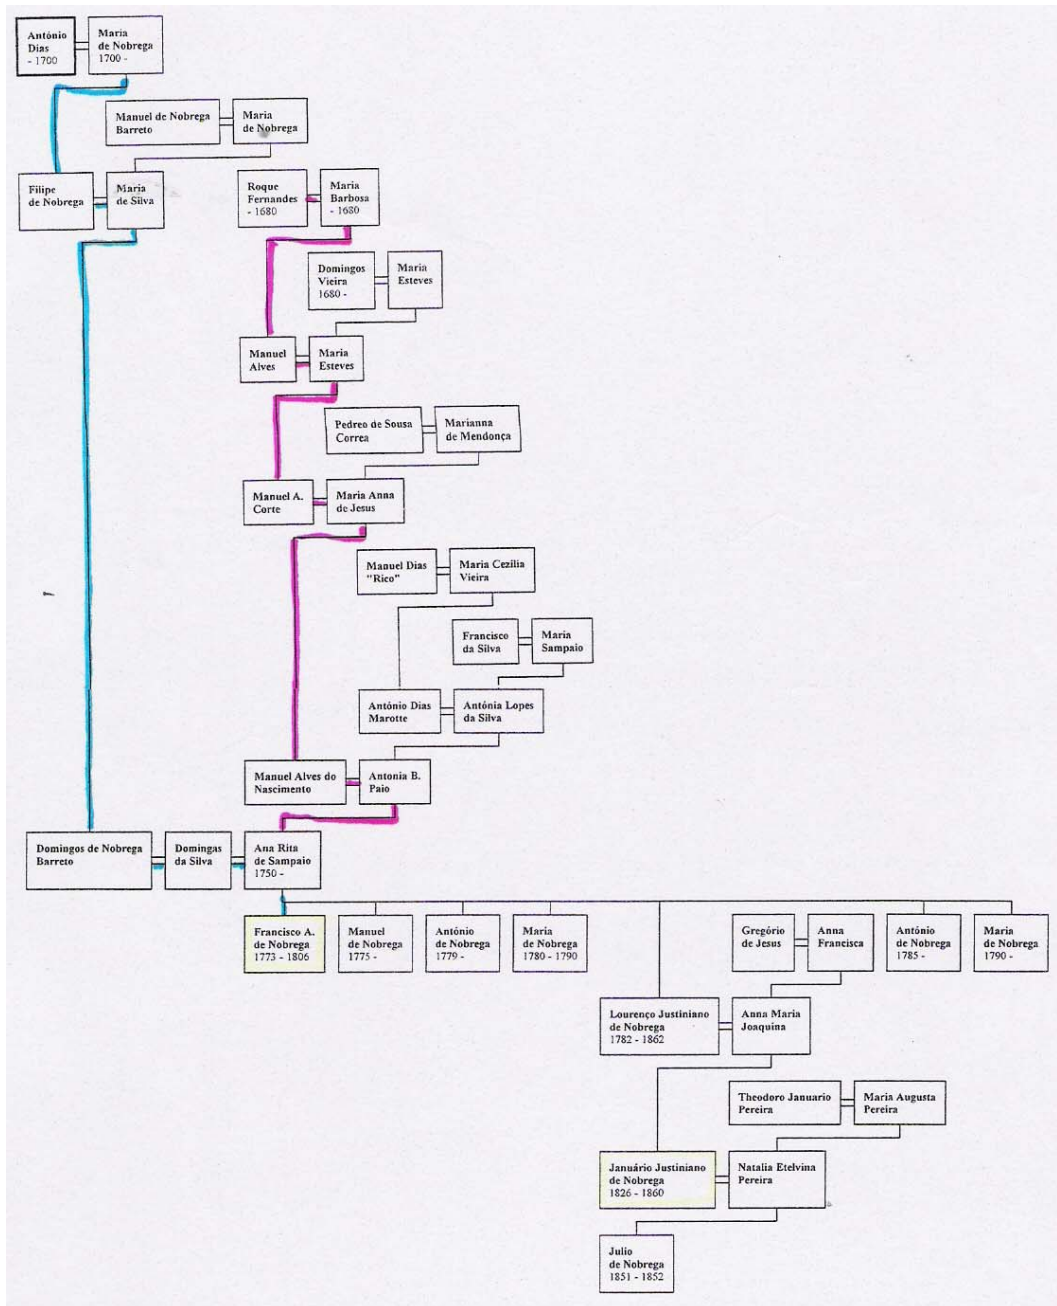 António
Dias
- 1700
Maria
de Nobrega
1700 -
Manuel de Nobrega
Barreto
Maria
de Nobrega
Filipe
de Nobrega
Maria
da Silva
Roque
Fernandes
- 1680
Maria
Barbosa
- 1680
Domingos
Vieira
1680 -
Maria
Esteves
Manuel
Alves
Maria
Esteves
Pedreo de Sousa
Correa
Marianna
de Mendonça
Manuel A.
Corte
Maria Anna
de Jesus
Manuel Dias
"Rico"
Maria Cezilia
Vieira
Francisco
da Silva
Maria
Sampaio
António Dias
Marotte
Antónia Lopes
da Silva
Manuel Alves do
Nascimento
Antonia B.
Paio
Domingos de Nobrega
Barreto
Domingas
da Silva
Ana Rita
de Sampaio
1750 -
Francisco A.
de Nobrega
1773 - 1806
Manuel
de Nobrega
1775 -
António
de Nobrega
1779 -
Maria
de Nobrega
1780 - 1790
Gregório
de Jesus
Anna
Francisca
António
de Nobrega
1785 -
Maria
de Nobrega
1790 -
Lourenço Justiniano
de Nobrega
1782 - 1862
Anna Maria
Joaquina
Theodoro Januario
Pereira
Maria Augusta
Pereira
Januário Justiniano
de Nobrega
1826 - 1860
Natalia Etelvina
Pereira
Julio
de Nobrega
1851 - 1852